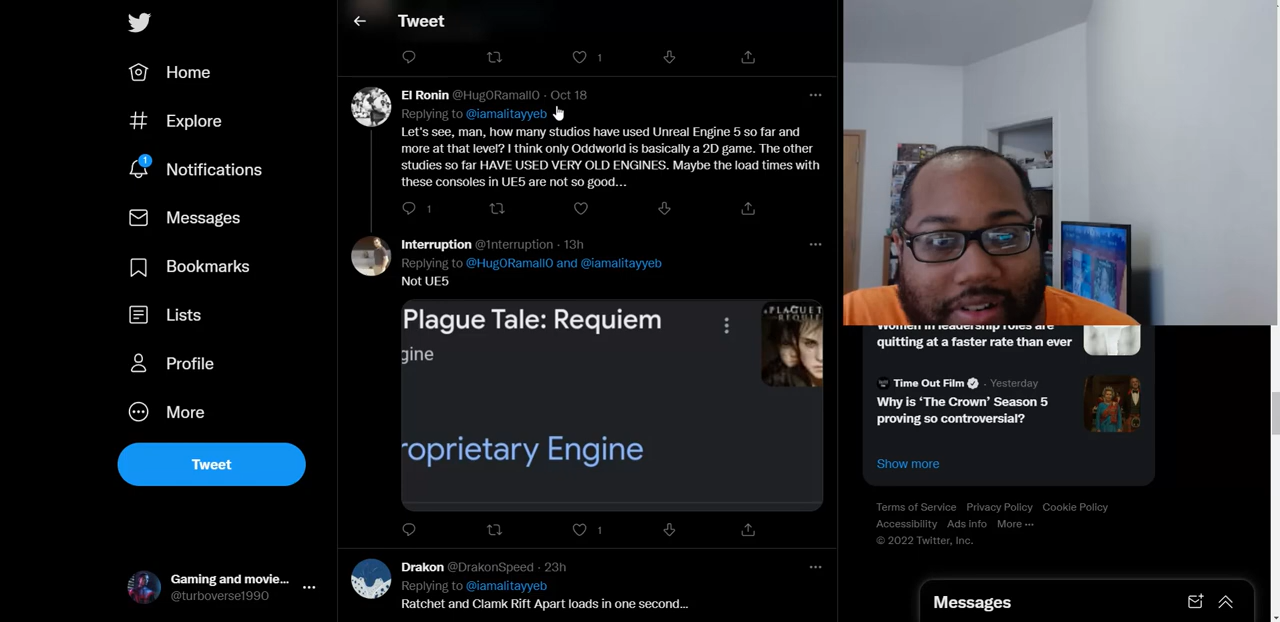 Tweet
Home
Explore
1
Notifications
Messages
Bookmarks
Lists
Profile
More
Tweet
Gaming and movie...
@turboverse1990
1
El Ronin @Hug0Ramall0 · Oct 18
Replying to @iamalitayyeb
Let's see, man, how many studios have used Unreal Engine 5 so far and
more at that level? I think only Oddworld is basically a 2D game. The other
studies so far HAVE USED VERY OLD ENGINES. Maybe the load times with
these consoles in UE5 are not so good...
1
Interruption @1nterruption · 13h
Replying to @Hug0Ramall0 and @iamalitayyeb
Not UE5
Plague Tale: Requiem
gine
roprietary Engine
PLAGUE
REQUIE
1
Drakon @DrakonSpeed · 23h
Replying to @iamalitayyeb
Ratchet and Clamk Rift Apart loads in one second...
Women in leadership roles are
quitting at a faster rate than ever
Time Out Film · Yesterday
Why is 'The Crown' Season 5
proving so controversial?
Show more
Terms of Service Privacy Policy Cookie Policy
Accessibility Ads info More ···
© 2022 Twitter, Inc.
Messages